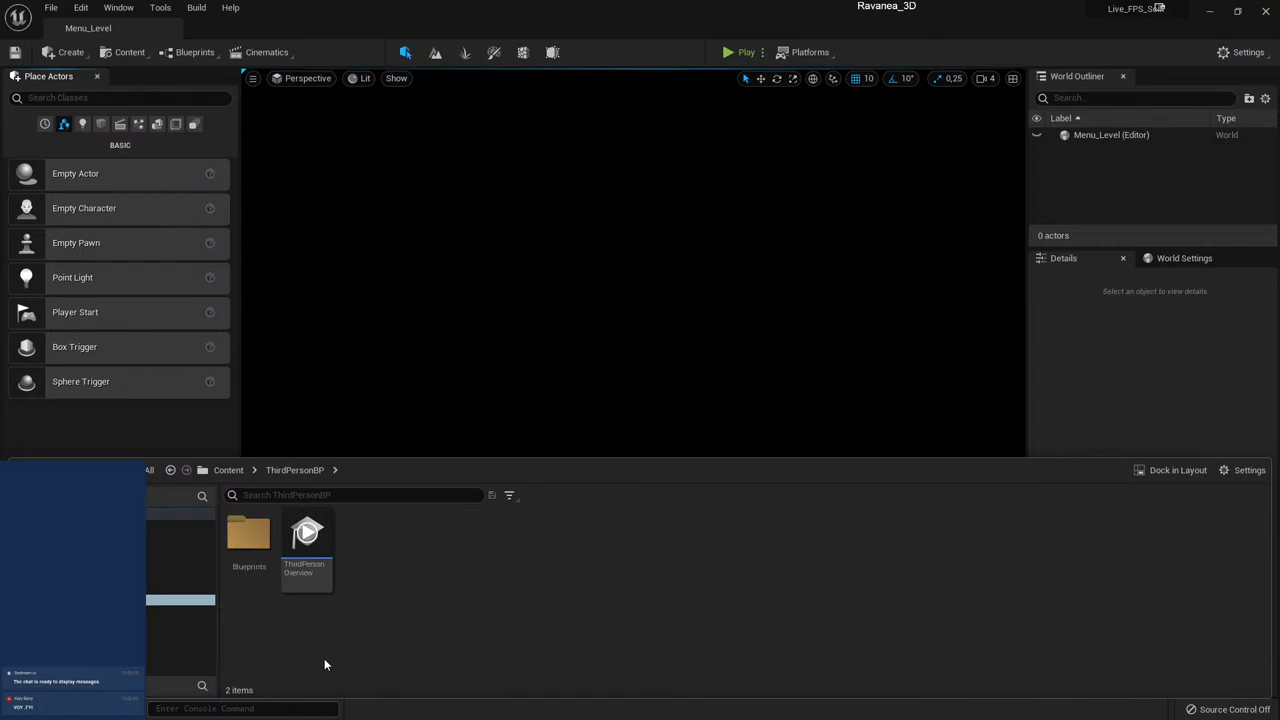 File Edit Window Tools Build Help
Ravanea_3D
Menu_Level
Create Content Blueprints Cinematics Play Platforms Settings
Place Actors
Perspective Lit Show
10 10° 0,25 4
World Outliner
Search Classes
Search...
Label Type
Menu_Level (Editor) World
BASIC
Empty Actor
Empty Character
Empty Pawn
Point Light
Player Start
Box Trigger
Sphere Trigger
0 actors
Details World Settings
Select an object to view details.
All Content ThirdPersonBP
Dock in Layout Settings
Search ThirdPersonBP
Blueprints
ThirdPerson
Overview
2 items
The chat is ready to display messages.
Enter Console Command
Source Control Off